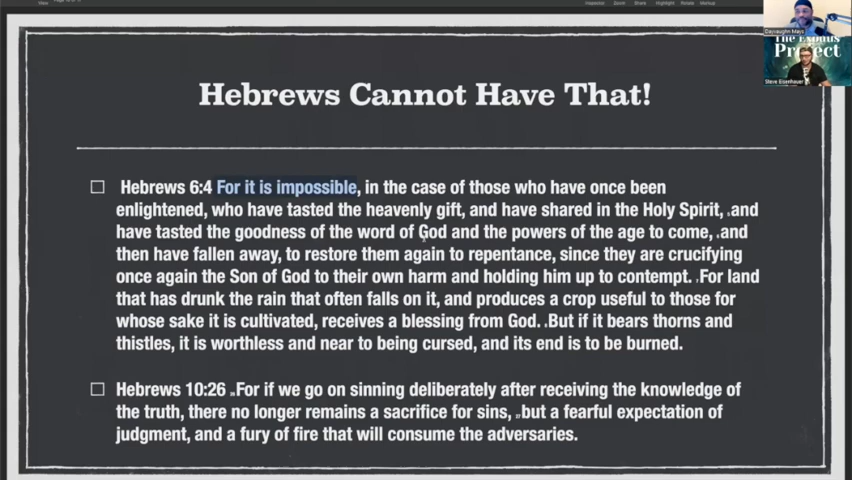 View
Inspector Zoom Share Highlight Rotate Markup
Dayvaughn Mays
The Exodus
Project
Steve Eisenhauer
Hebrews Cannot Have That!
Hebrews 6:4 For it is impossible, in the case of those who have once been
enlightened, who have tasted the heavenly gift, and have shared in the Holy Spirit, and
have tasted the goodness of the word of God and the powers of the age to come, and
then have fallen away, to restore them again to repentance, since they are crucifying
once again the Son of God to their own harm and holding him up to contempt. For land
that has drunk the rain that often falls on it, and produces a crop useful to those for
whose sake it is cultivated, receives a blessing from God. But if it bears thorns and
thistles, it is worthless and near to being cursed, and its end is to be burned.
Hebrews 10:26 For if we go on sinning deliberately after receiving the knowledge of
the truth, there no longer remains a sacrifice for sins, but a fearful expectation of
judgment, and a fury of fire that will consume the adversaries.